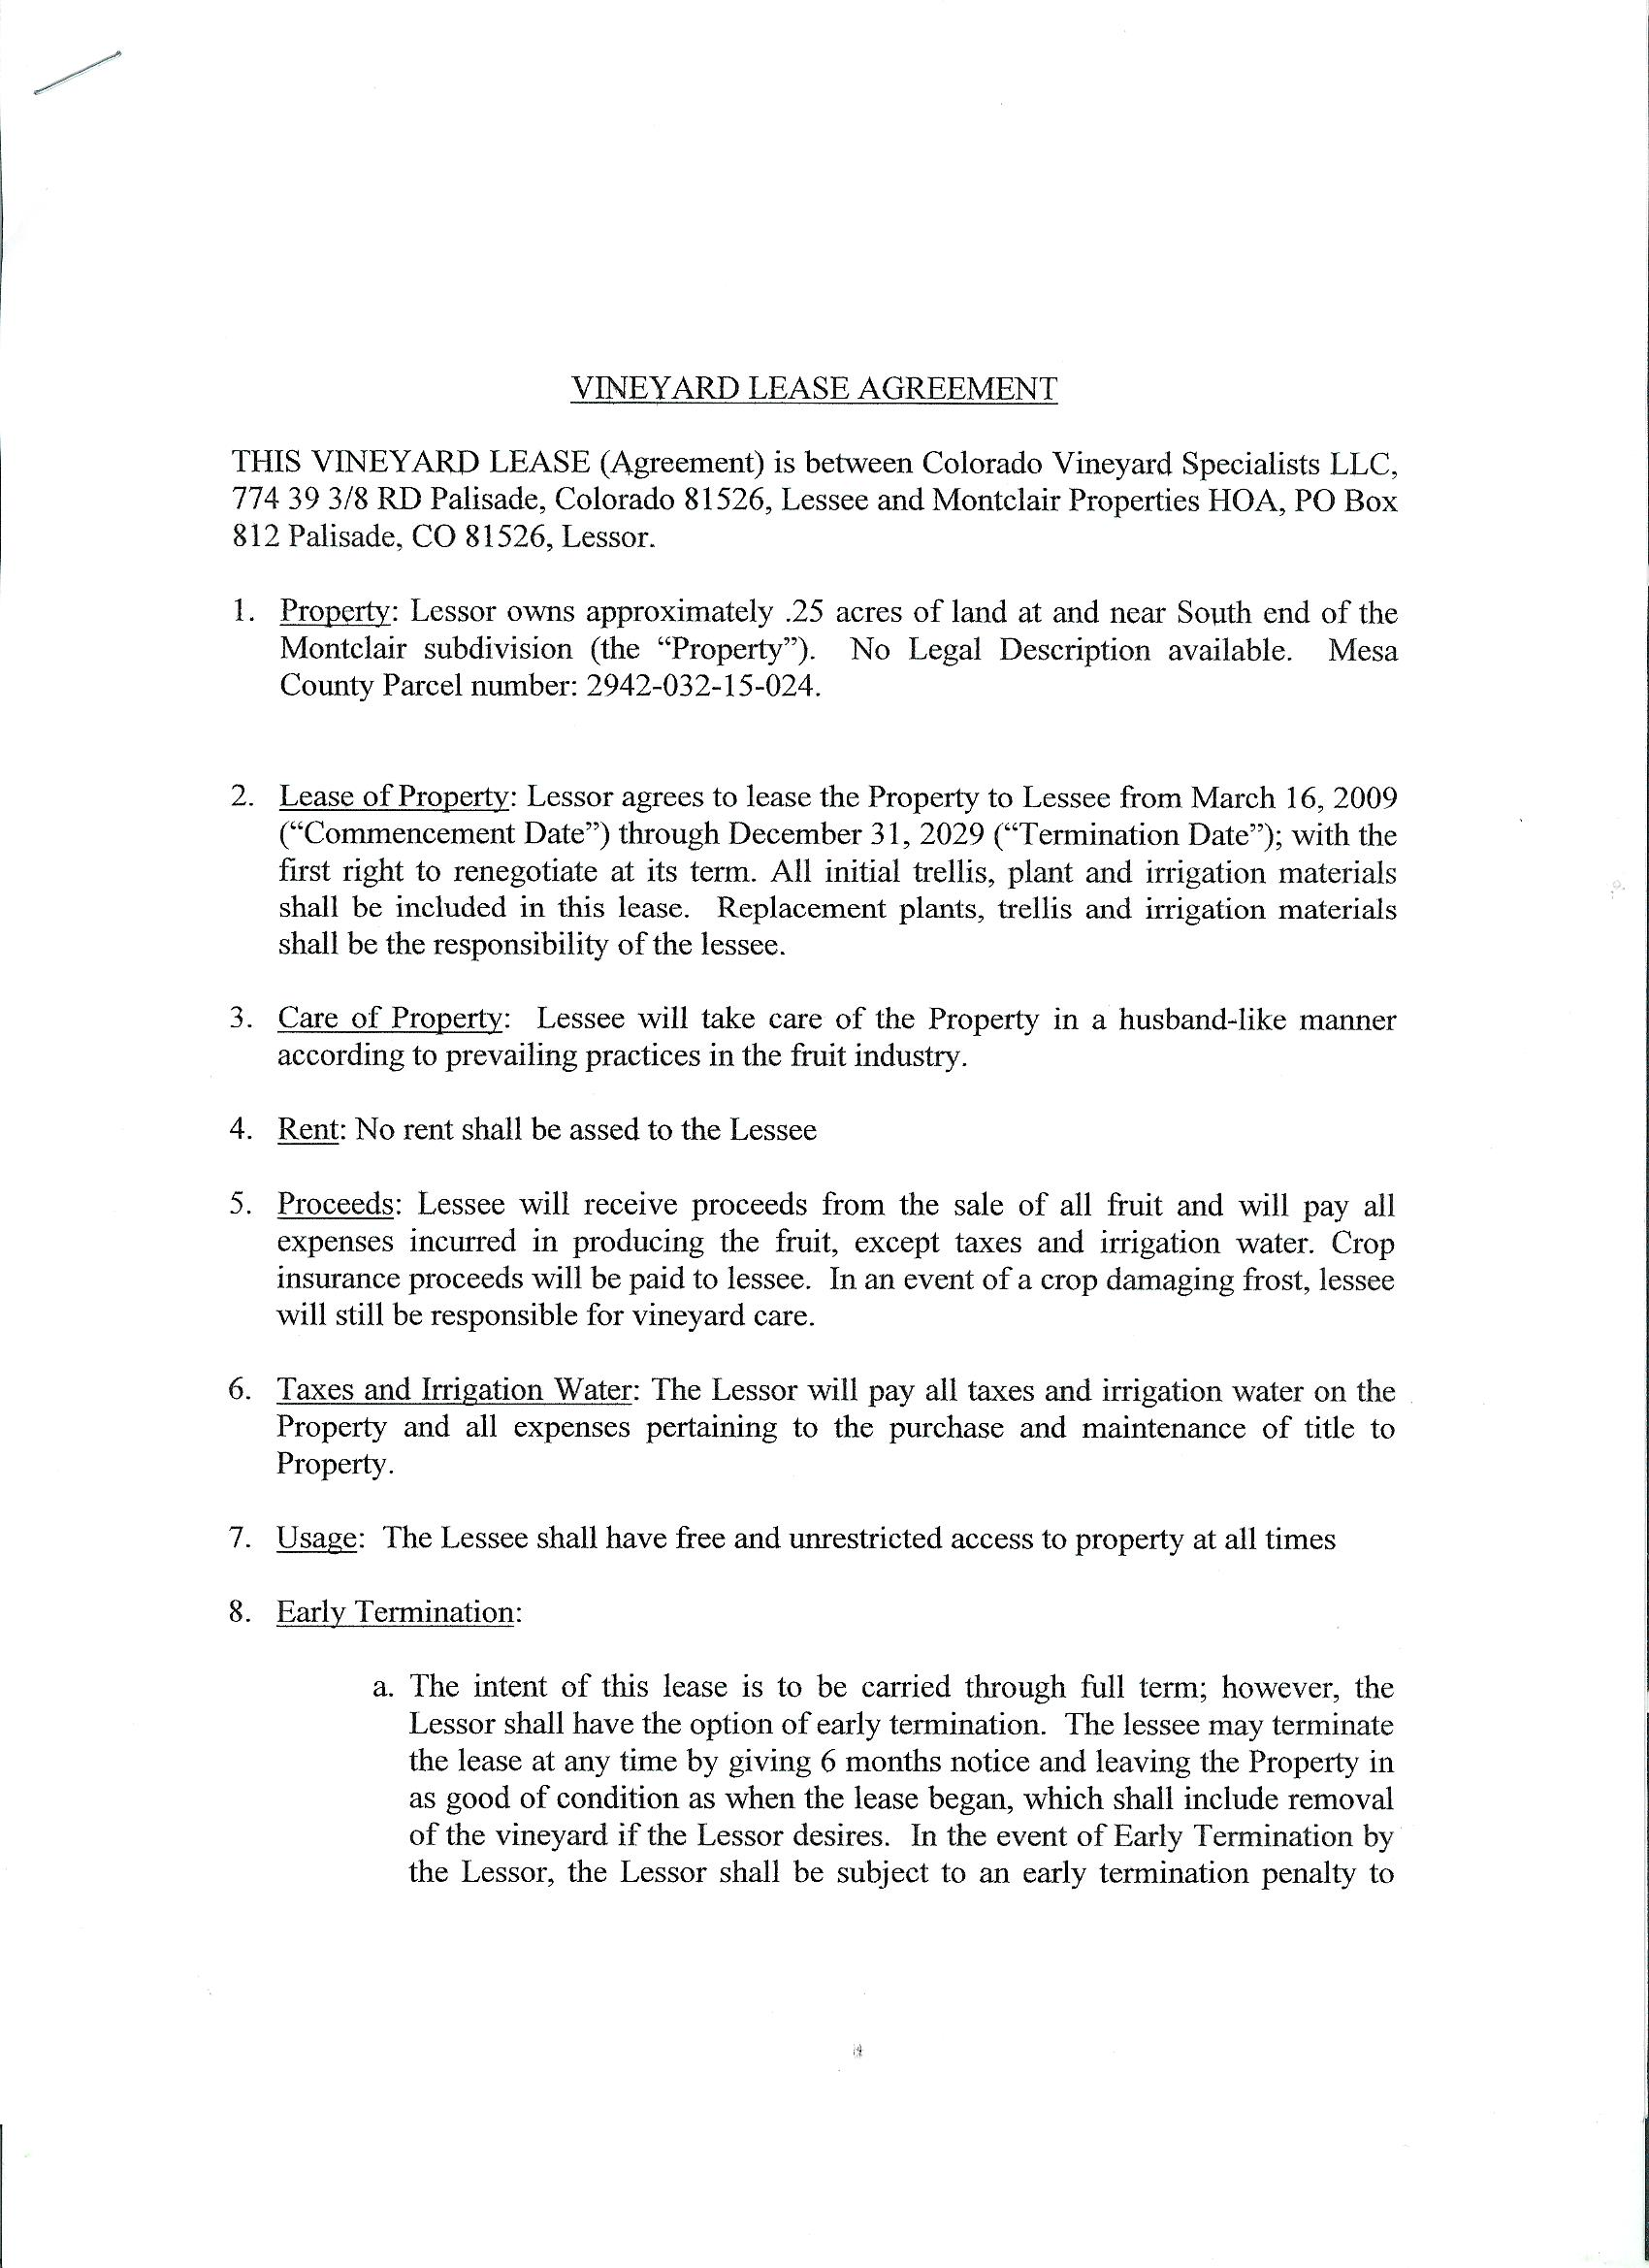 VINEYARD LEASE AGREEMENT
THIS VINEYARD LEASE (Agreement) is between Colorado Vineyard Specialists LLC,
774 39 3/8 RD Palisade, Colorado 81526, Lessee and Montclair Properties HOA, PO Box
812 Palisade, CO 81526, Lessor.
1. Property: Lessor owns approximately .25 acres of land at and near South end of the
Montclair subdivision (the “Property”). No Legal Description available. Mesa
County Parcel number: 2942-032-15-024.
2. Lease of Property: Lessor agrees to lease the Property to Lessee from March 16, 2009
(“Commencement Date”) through December 31, 2029 (“Termination Date”); with the
first right to renegotiate at its term. All initial trellis, plant and irrigation materials
shall be included in this lease. Replacement plants, trellis and irrigation materials
shall be the responsibility of the lessee.
3. Care of Property: Lessee will take care of the Property in a husband-like manner
according to prevailing practices in the fruit industry.
4. Rent: No rent shall be assed to the Lessee
5. Proceeds: Lessee will receive proceeds from the sale of all fruit and will pay all
expenses incurred in producing the fruit, except taxes and irrigation water. Crop
insurance proceeds will be paid to lessee. In an event of a crop damaging frost, lessee
will still be responsible for vineyard care.
6. Taxes and Irrigation Water: The Lessor will pay all taxes and irrigation water on the
Property and all expenses pertaining to the purchase and maintenance of title to
Property.
7. Usage: The Lessee shall have free and unrestricted access to property at all times
8. Early Termination:
a. The intent of this lease is to be carried through full term; however, the
Lessor shall have the option of early termination. The lessee may terminate
the lease at any time by giving 6 months notice and leaving the Property in
as good of condition as when the lease began, which shall include removal
of the vineyard if the Lessor desires. In the event of Early Termination by
the Lessor, the Lessor shall be subject to an early termination penalty to